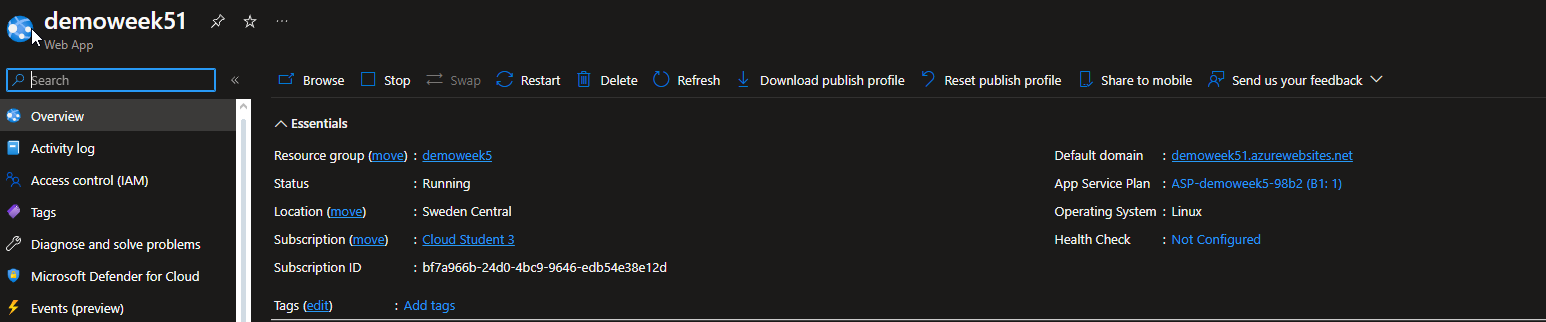 demoweek51
Web App
Search
Overview
Activity log
Access control (IAM)
Tags
Diagnose and solve problems
Microsoft Defender for Cloud
Events (preview)
Browse Stop Swap Restart Delete Refresh Download publish profile Reset publish profile Share to mobile Send us your feedback
Essentials
Resource group (move) : demoweek5
Status : Running
Location (move) : Sweden Central
Subscription (move) : Cloud Student 3
Subscription ID : bf7a966b-24d0-4bc9-9646-edb54e38e12d
Default domain : demoweek51.azurewebsites.net
App Service Plan : ASP-demoweek5-98b2 (B1: 1)
Operating System : Linux
Health Check : Not Configured
Tags (edit) : Add tags